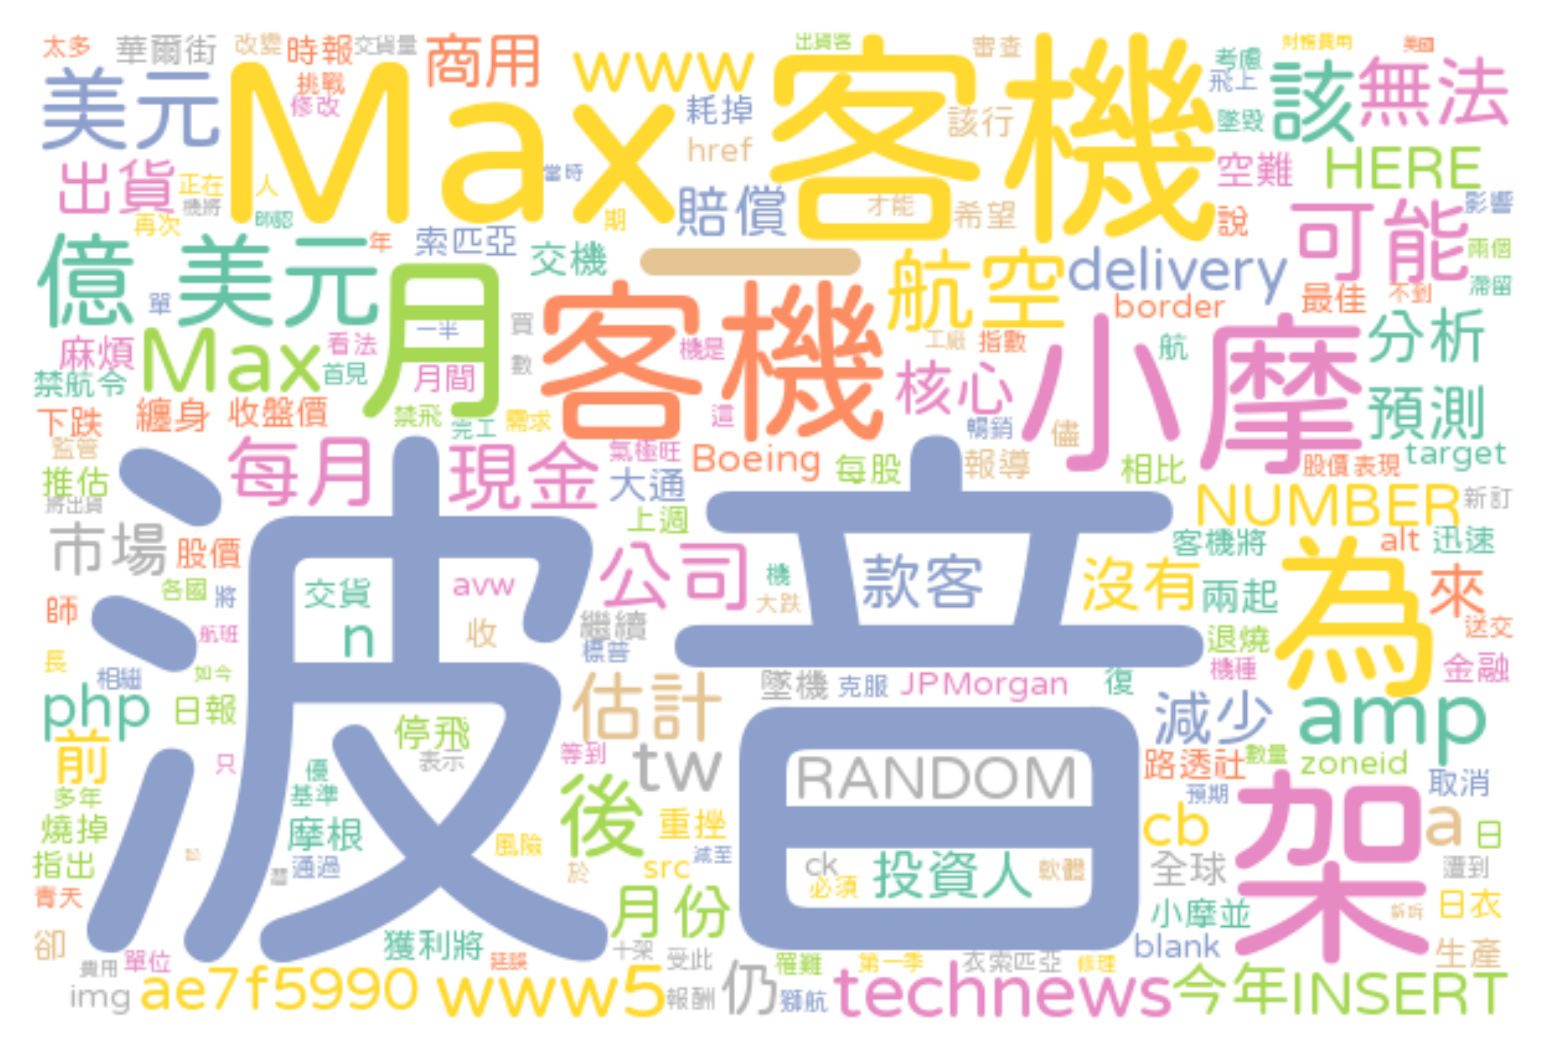 太多 華爾街 改變 時報 交貨量 商用 www 出貨客 客機 審查 考慮 財務費用 美國
挑戰 修改 美元 Max 耗掉 該行 飛上 墜毀 該 無法
href 空難 HERE
出貨 正在 人 當時 賠償 才能 希望 說 可能 影響
機將 再次 期 兩個
億 美元 年 索匹亞 交機 一 航空 delivery 滯留
單 月 一半 買 客機 border 最佳 不到
麻煩 Max 看法 數 機是 工廠 指數 小摩 航 分析
禁航令 首見 月間 核心 預測
下跌 纏身 收盤價 禁飛 完工 需求 這 暢銷 儘
監管 每月 現金 氣極旺 Boeing 每股 報導 相比 股價表現 target
推估 大通
將出貨 波音 上週 NUMBER 新訂
市場 股價 公司 款客 客機將 alt 迅速
各國 將 交貨 avw 機 大跌 沒有 兩起 為 來
師 航班 n 收 繼續 標普 退燒 送交
長 相繼 如今 墜機 克服 JPMorgan 復 機種 金融
php 日報 停飛 估計 減少 amp
前 只 表示 等到 tw RANDOM 路透社 數量 zoneid
多年 優 基準 後 預期 架 取消
燒掉 摩根 風險 重挫 cb a 日
指出 通過 於 src 減至 ck 必須 投資人 軟體 全球 遭到
青天 月份 小摩並 日衣
卻 獲利將 十架 blank 生產
費用 單位 延誤 受此 罹難 第一季 衣索匹亞 修理
img ae7f5990 www5 報酬 仍 獅航 technews 今年 INSERT